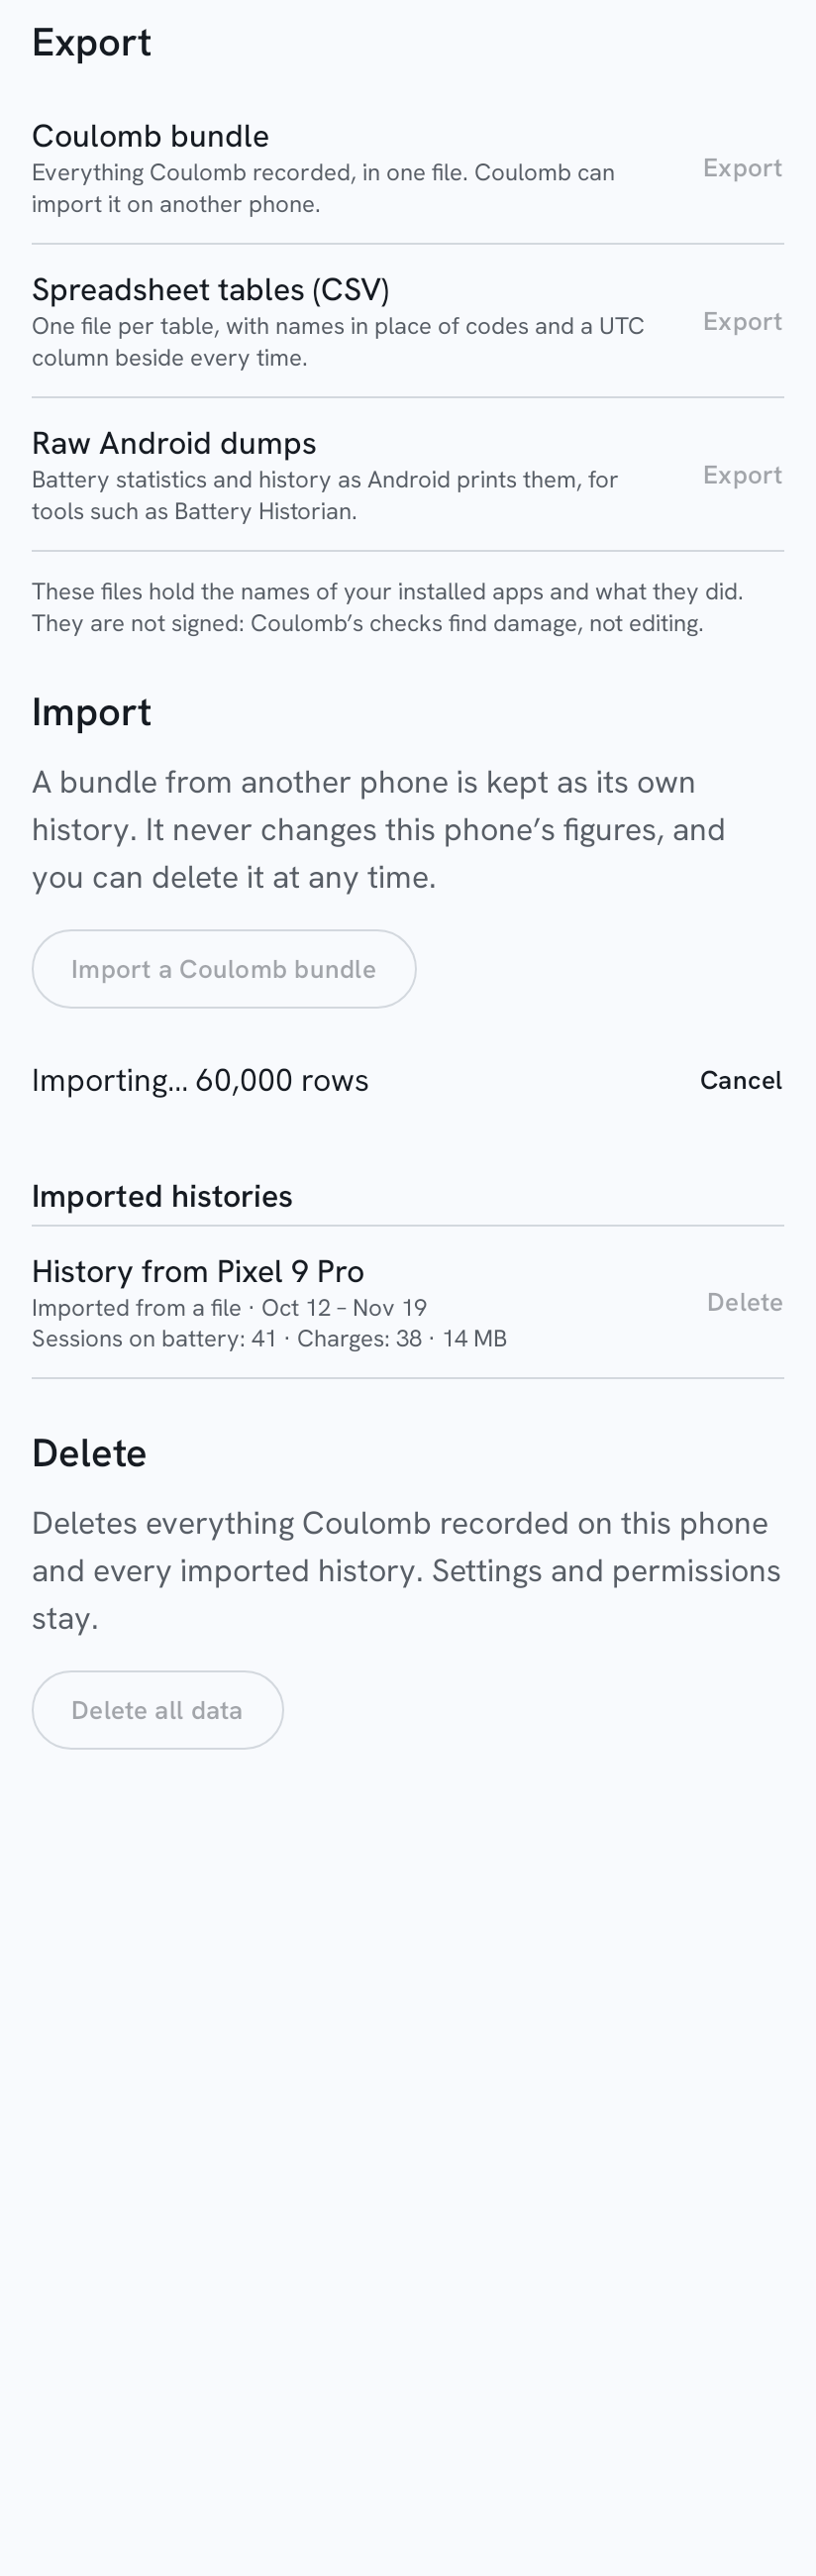 Export
Coulomb bundle
Everything Coulomb recorded, in one file. Coulomb can
import it on another phone.
Export
Spreadsheet tables (CSV)
One file per table, with names in place of codes and a UTC
column beside every time.
Export
Raw Android dumps
Battery statistics and history as Android prints them, for
tools such as Battery Historian.
Export
These files hold the names of your installed apps and what they did.
They are not signed: Coulomb’s checks find damage, not editing.
Import
A bundle from another phone is kept as its own
history. It never changes this phone’s figures, and
you can delete it at any time.
Import a Coulomb bundle
Importing… 60,000 rows
Cancel
Imported histories
History from Pixel 9 Pro
Imported from a file · Oct 12 – Nov 19
Sessions on battery: 41 · Charges: 38 · 14 MB
Delete
Delete
Deletes everything Coulomb recorded on this phone
and every imported history. Settings and permissions
stay.
Delete all data